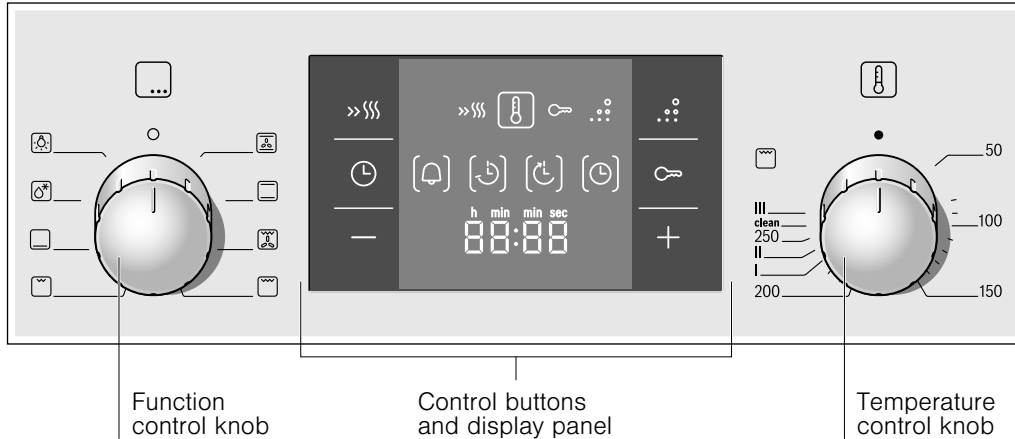 h min min sec
88:88
III
clean
250
II
I
200
50
100
150
Function
control knob
Control buttons
and display panel
Temperature
control knob